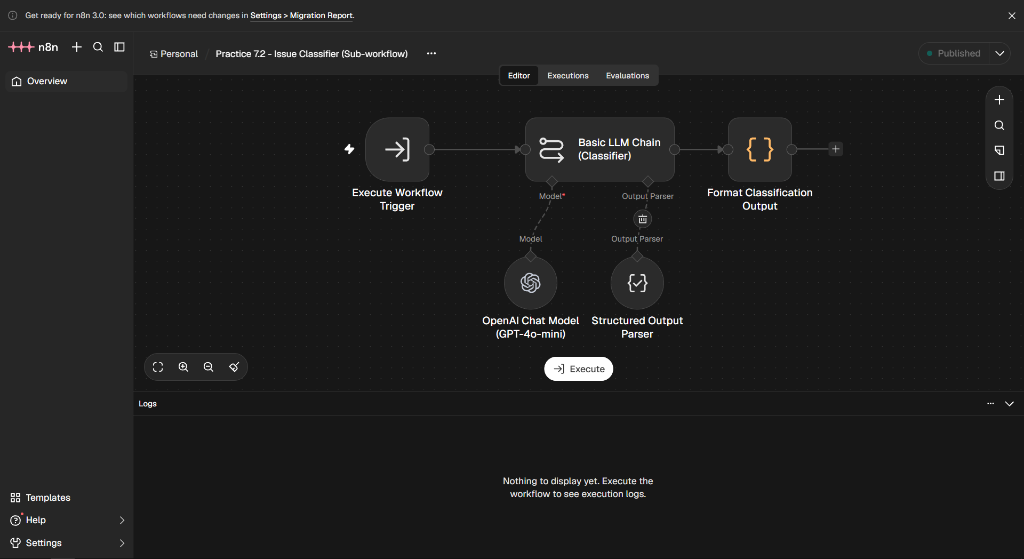 Get ready for n8n 3.0: see which workflows need changes in Settings > Migration Report.
n8n
Personal / Practice 7.2 - Issue Classifier (Sub-workflow) ...
Published
Overview
Editor Executions Evaluations
Basic LLM Chain
(Classifier)
Execute Workflow
Trigger
Format Classification
Output
Model* Output Parser
Model Output Parser
OpenAI Chat Model
(GPT-4o-mini)
Structured Output
Parser
Execute
Logs
Nothing to display yet. Execute the
workflow to see execution logs.
Templates
Help
Settings